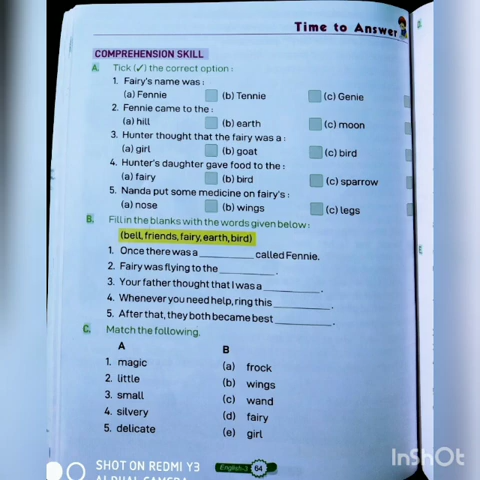 Time to Answer
COMPREHENSION SKILL
A. Tick (✓) the correct option :
1. Fairy's name was :
(a) Fennie (b) Tennie (c) Genie
2. Fennie came to the :
(a) hill (b) earth (c) moon
3. Hunter thought that the fairy was a :
(a) girl (b) goat (c) bird
4. Hunter's daughter gave food to the :
(a) fairy (b) bird (c) sparrow
5. Nanda put some medicine on fairy's :
(a) nose (b) wings (c) legs
B. Fill in the blanks with the words given below :
(bell, friends, fairy, earth, bird)
1. Once there was a __________ called Fennie.
2. Fairy was flying to the __________.
3. Your father thought that I was a __________.
4. Whenever you need help, ring this __________.
5. After that, they both became best __________.
C. Match the following.
A B
1. magic (a) frock
2. little (b) wings
3. small (c) wand
4. silvery (d) fairy
5. delicate (e) girl
English-3 64
SHOT ON REDMI Y3
AI DUAL CAMERA
InShOt